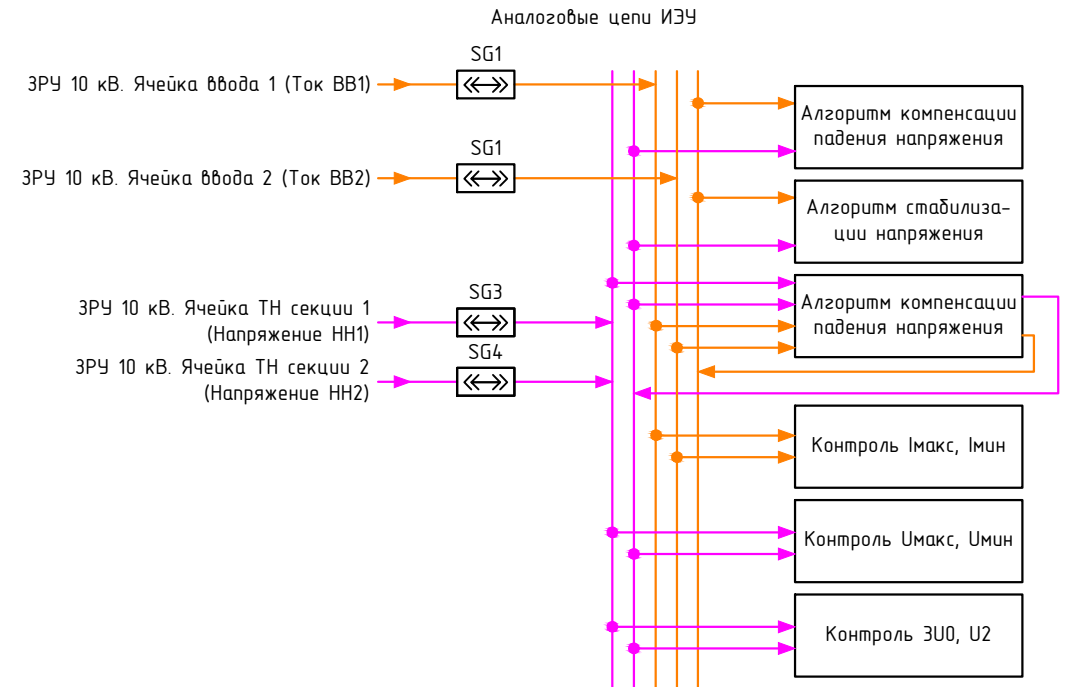 Аналоговые цепи ИЭУ
SG1
ЗРУ 10 кВ. Ячейка ввода 1 (Ток ВВ1)
SG1
ЗРУ 10 кВ. Ячейка ввода 2 (Ток ВВ2)
SG3
ЗРУ 10 кВ. Ячейка ТН секции 1
(Напряжение НН1)
SG4
ЗРУ 10 кВ. Ячейка ТН секции 2
(Напряжение НН2)
Алгоритм компенсации
падения напряжения
Алгоритм стабилиза-
ции напряжения
Алгоритм компенсации
падения напряжения
Контроль Iмакс, Iмин
Контроль Uмакс, Uмин
Контроль 3U0, U2